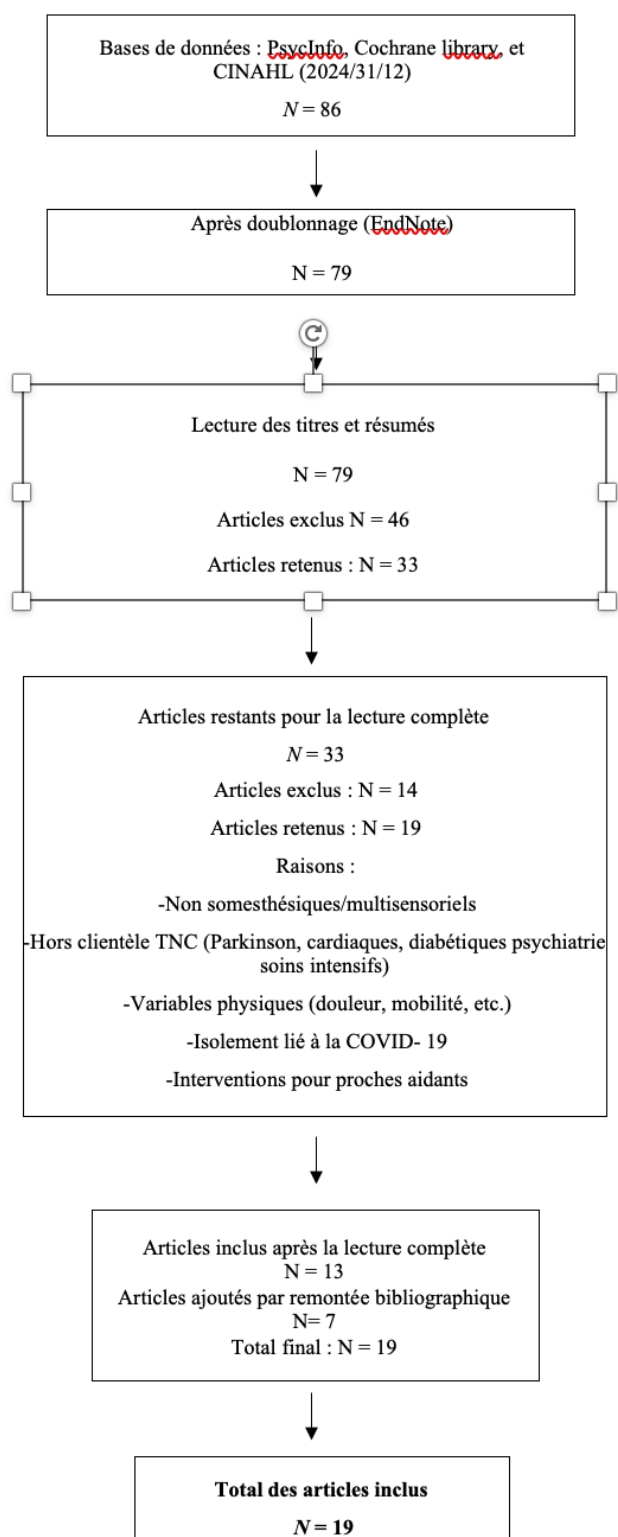 Bases de données : PsycInfo, Cochrane library, et
CINAHL (2024/31/12)
N = 86
Après doublonnage (EndNote)
N = 79
Lecture des titres et résumés
N = 79
Articles exclus N = 46
Articles retenus : N = 33
Articles restants pour la lecture complète
N = 33
Articles exclus : N = 14
Articles retenus : N = 19
Raisons :
-Non somesthésiques/multisensoriels
-Hors clientèle TNC (Parkinson, cardiaques, diabétiques psychiatrie
soins intensifs)
-Variables physiques (douleur, mobilité, etc.)
-Isolement lié à la COVID- 19
-Interventions pour proches aidants
Articles inclus après la lecture complète
N = 13
Articles ajoutés par remontée bibliographique
N= 7
Total final : N = 19
Total des articles inclus
N = 19